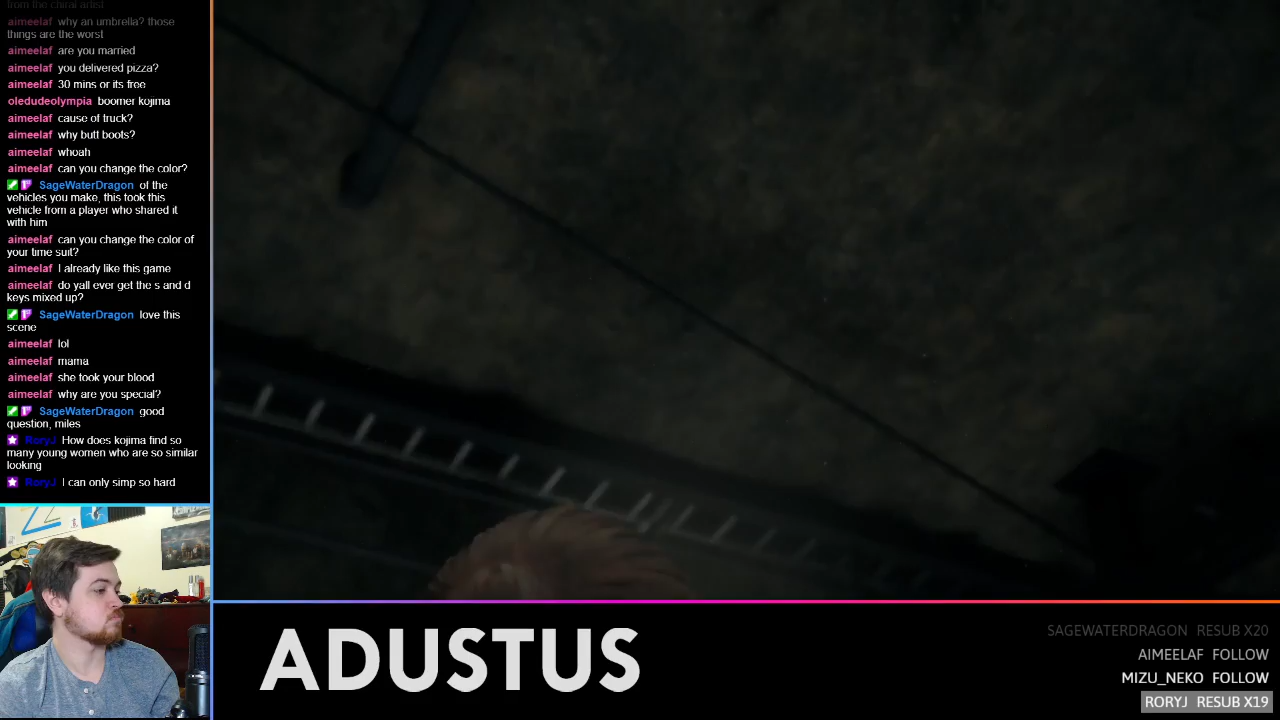 from the chiral artist
aimeelaf why an umbrella? those
things are the worst
aimeelaf are you married
aimeelaf you delivered pizza?
aimeelaf 30 mins or its free
oledudeolympia boomer kojima
aimeelaf cause of truck?
aimeelaf why butt boots?
aimeelaf whoah
aimeelaf can you change the color?
SageWaterDragon of the
vehicles you make, this took this
vehicle from a player who shared it
with him
aimeelaf can you change the color of
your time suit?
aimeelaf I already like this game
aimeelaf do yall ever get the s and d
keys mixed up?
SageWaterDragon love this
scene
aimeelaf lol
aimeelaf mama
aimeelaf she took your blood
aimeelaf why are you special?
SageWaterDragon good
question, miles
RoryJ How does kojima find so
many young women who are so similar
looking
RoryJ I can only simp so hard
ADUSTUS
SAGEWATERDRAGON RESUB X20
AIMEELAF FOLLOW
MIZU_NEKO FOLLOW
RORYJ RESUB X19